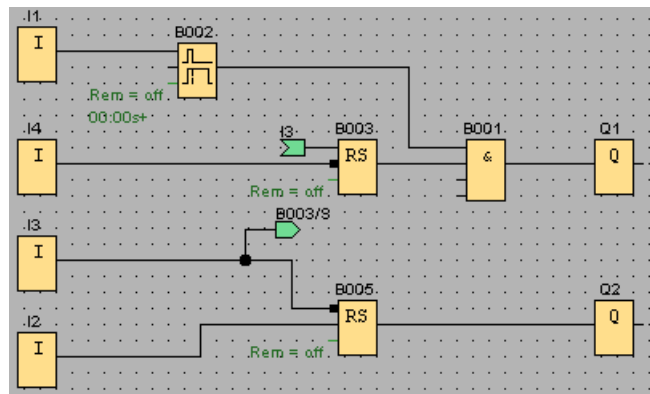 I1
I
B002
Rem = off
00:00s+
I4
I
I3
B003
RS
Rem = off
B001
&
Q1
Q
I3
I
B003/S
B005
RS
Rem = off
Q2
Q
I2
I